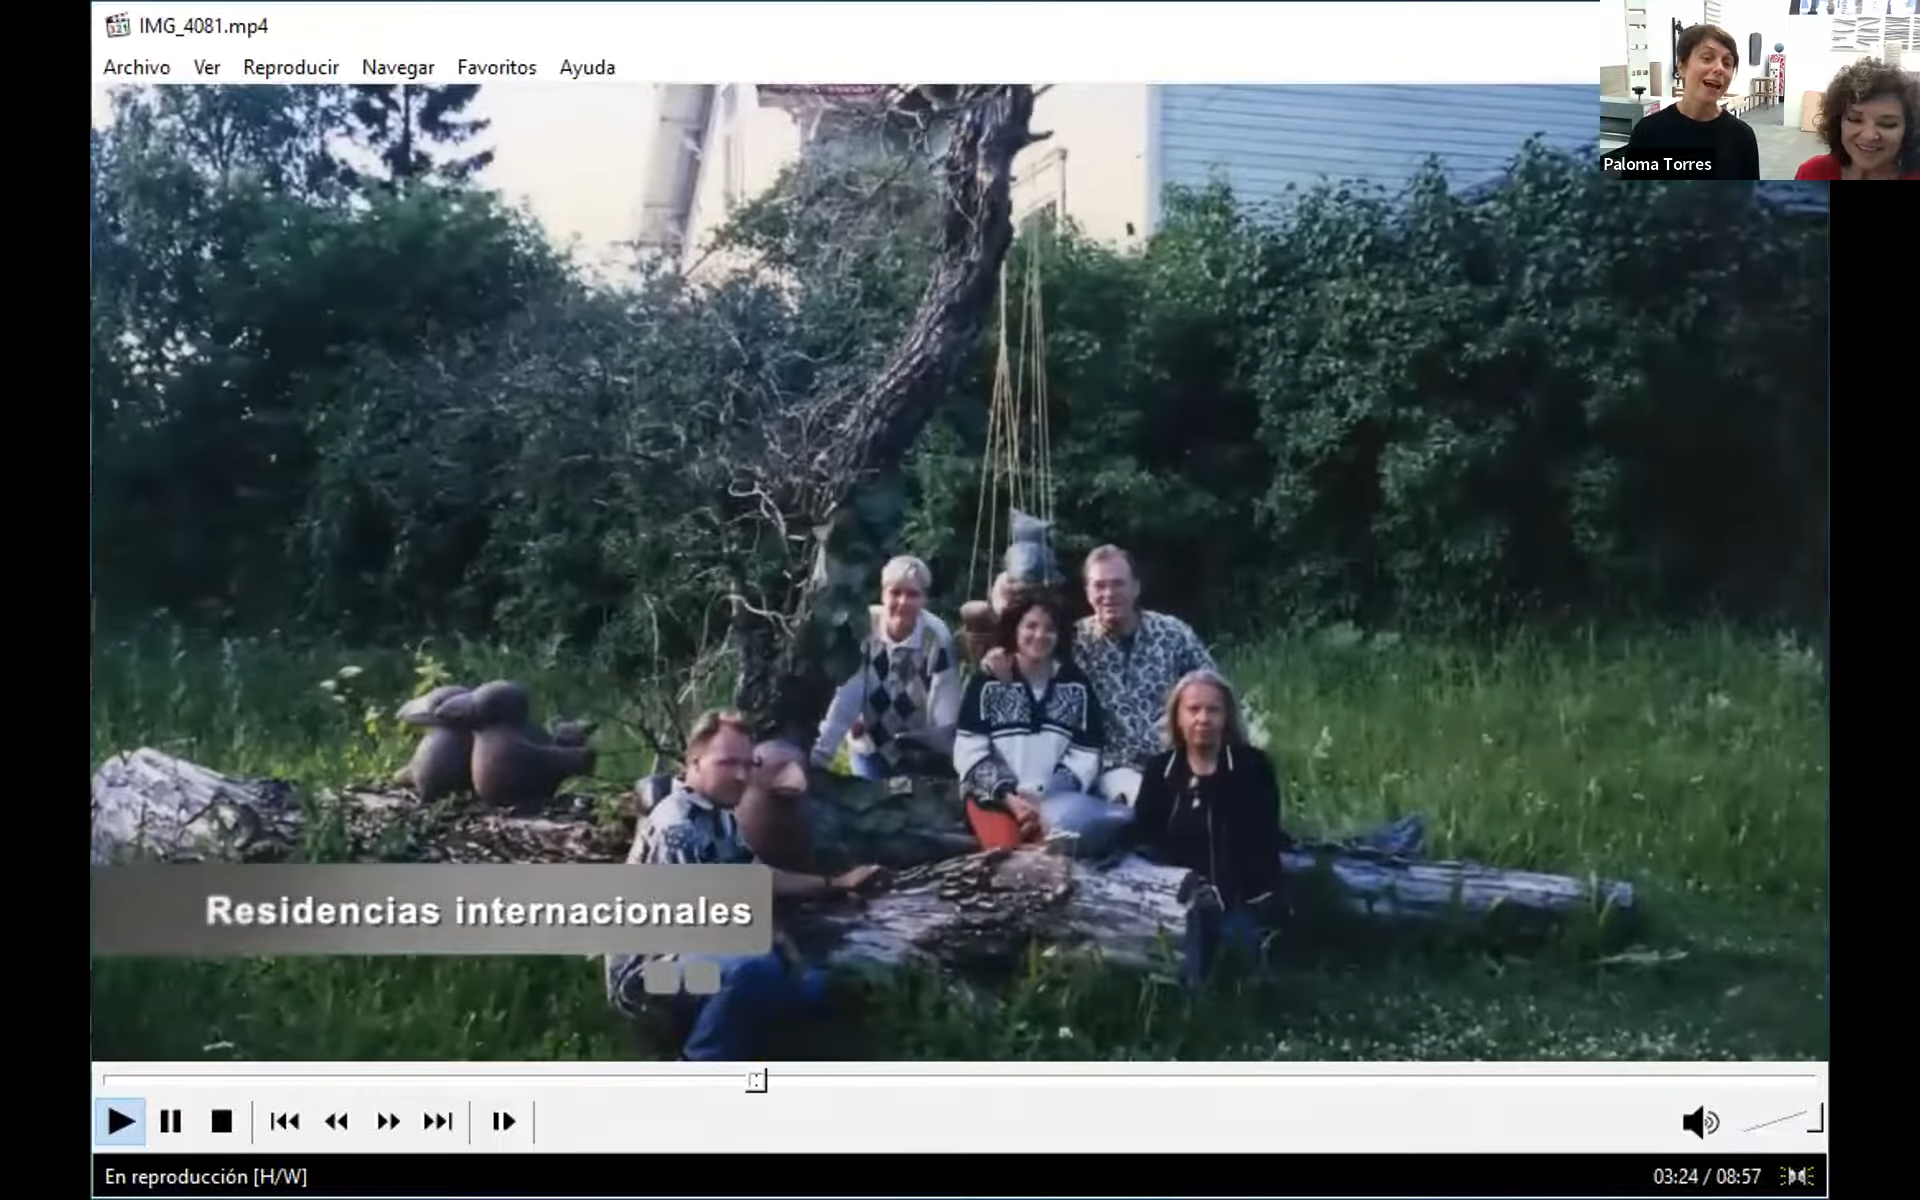 IMG_4081.mp4
Archivo Ver Reproducir Navegar Favoritos Ayuda
Paloma Torres
Residencias internacionales
En reproducción [H/W]
03:24 / 08:57